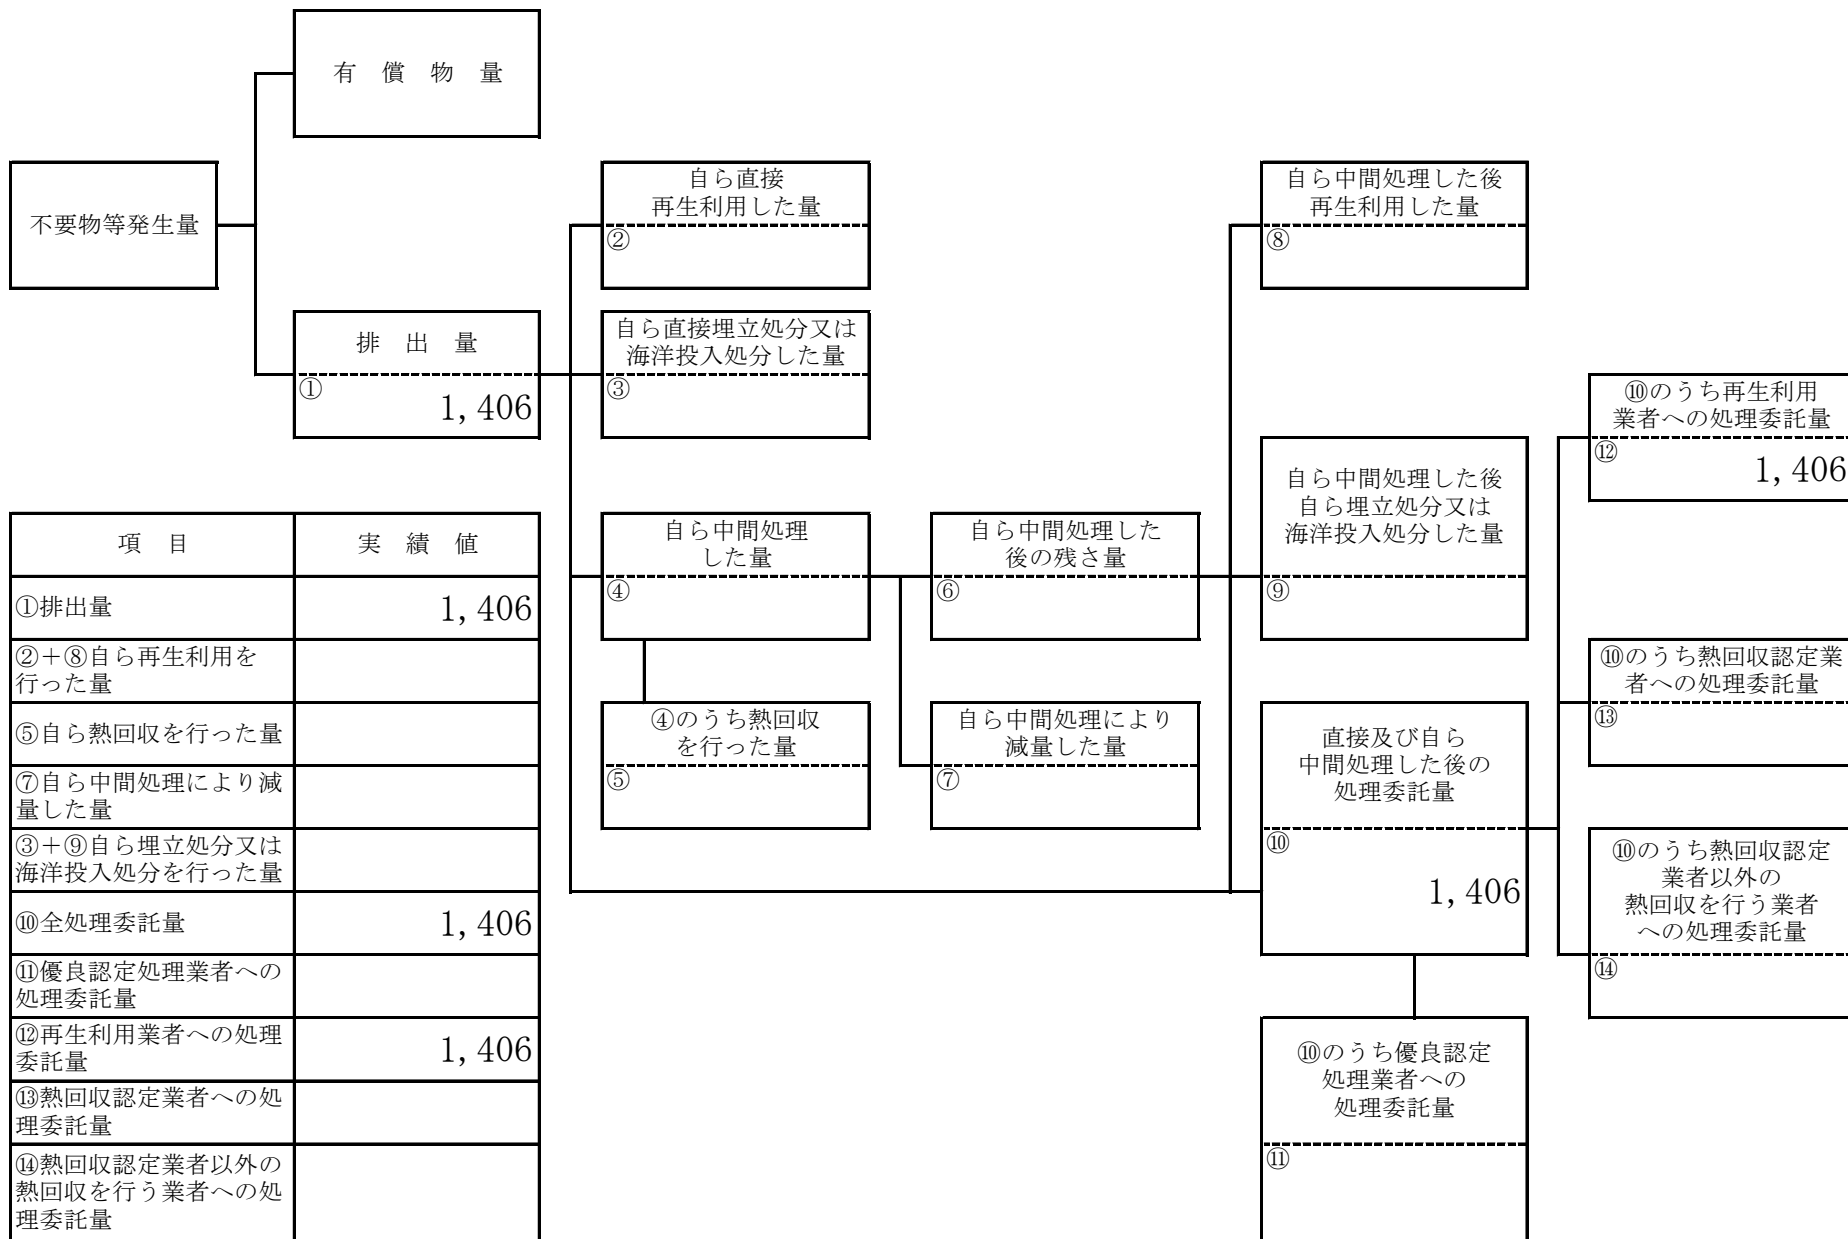 有 償 物 量
不要物等発生量
自ら直接
再生利用した量
②
自ら中間処理した後
再生利用した量
⑧
排 出 量
①
1,406
自ら直接埋立処分又は
海洋投入処分した量
③
⑩のうち再生利用
業者への処理委託量
⑫
1,406
自ら中間処理した後
自ら埋立処分又は
海洋投入処分した量
⑨
自ら中間処理
した量
④
自ら中間処理した
後の残さ量
⑥
④のうち熱回収
を行った量
⑤
自ら中間処理により
減量した量
⑦
⑩のうち熱回収認定業
者への処理委託量
⑬
直接及び自ら
中間処理した後の
処理委託量
⑩
1,406
⑩のうち熱回収認定
業者以外の
熱回収を行う業者
への処理委託量
⑭
⑩のうち優良認定
処理業者への
処理委託量
⑪
項 目 実 績 値
①排出量 1,406
②+⑧自ら再生利用を
行った量
⑤自ら熱回収を行った量
⑦自ら中間処理により減
量した量
③+⑨自ら埋立処分又は
海洋投入処分を行った量
⑩全処理委託量 1,406
⑪優良認定処理業者への
処理委託量
⑫再生利用業者への処理
委託量 1,406
⑬熱回収認定業者への処
理委託量
⑭熱回収認定業者以外の
熱回収を行う業者への処
理委託量